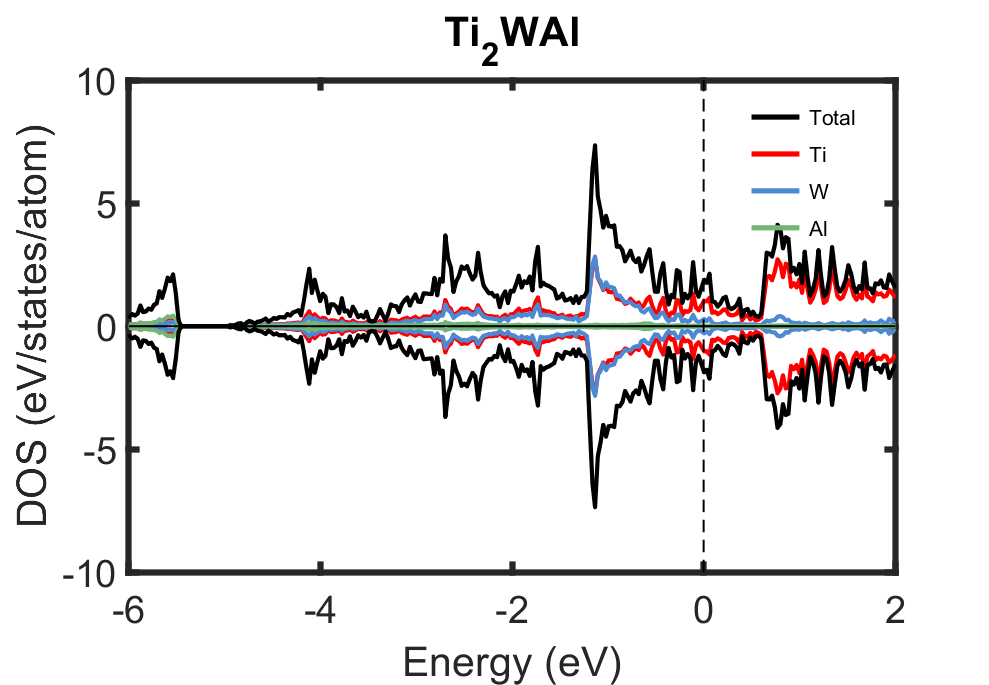 Ti₂WAl
DOS (eV/states/atom)
10
5
0
-5
-10
Total
Ti
W
Al
-6 -4 -2 0 2
Energy (eV)